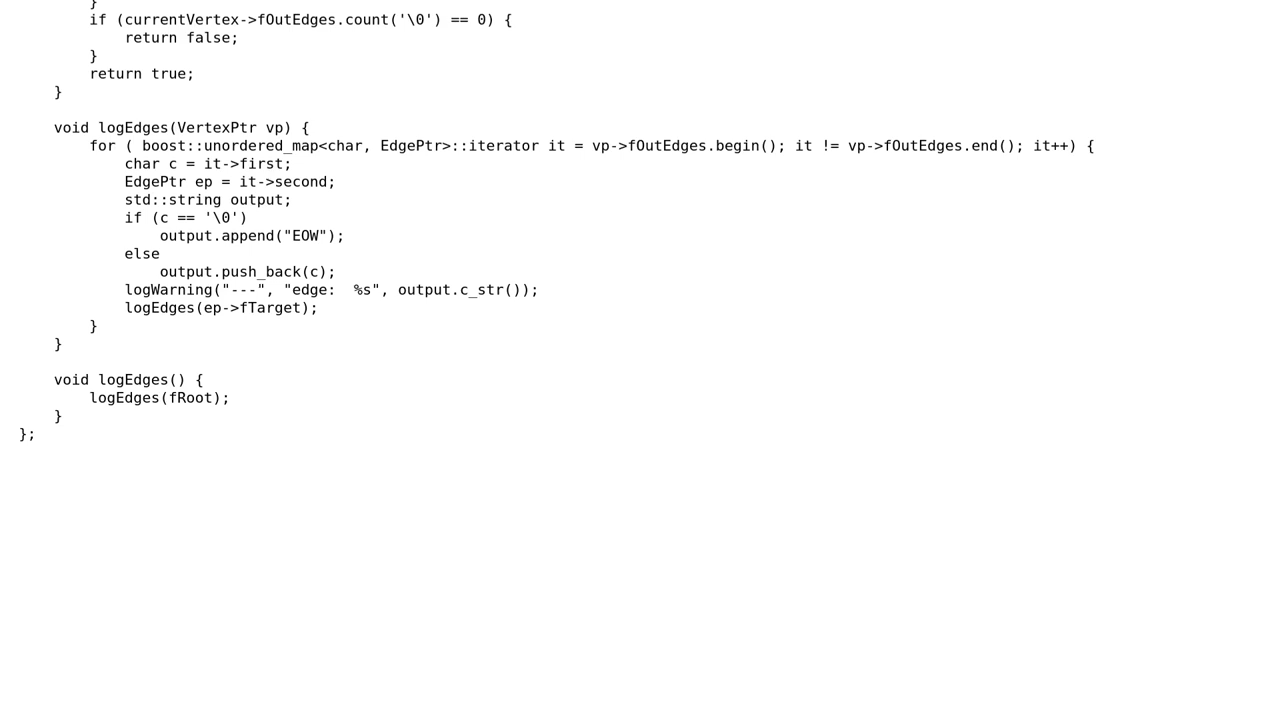 }
        if (currentVertex->fOutEdges.count('\0') == 0) {
            return false;
        }
        return true;
    }

    void logEdges(VertexPtr vp) {
        for ( boost::unordered_map<char, EdgePtr>::iterator it = vp->fOutEdges.begin(); it != vp->fOutEdges.end(); it++) {
            char c = it->first;
            EdgePtr ep = it->second;
            std::string output;
            if (c == '\0')
                output.append("EOW");
            else
                output.push_back(c);
            logWarning("---", "edge:  %s", output.c_str());
            logEdges(ep->fTarget);
        }
    }

    void logEdges() {
        logEdges(fRoot);
    }
};